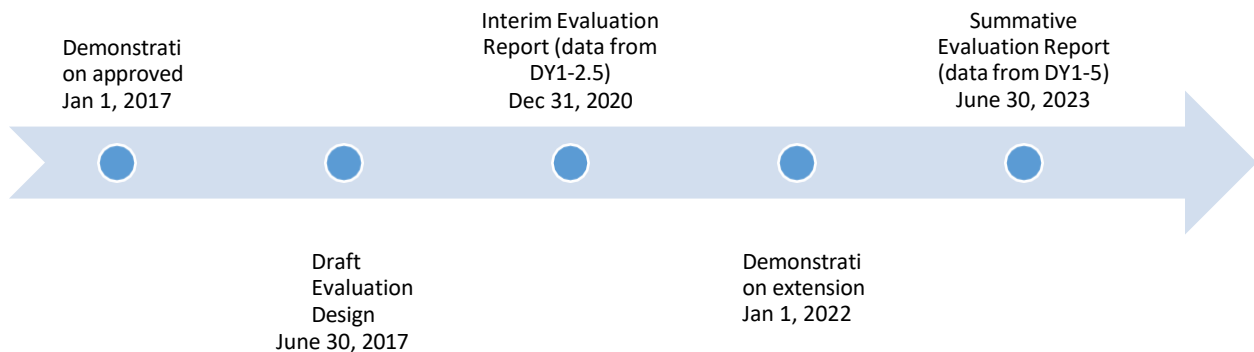 Demonstrati
on approved
Jan 1, 2017
Draft
Evaluation
Design
June 30, 2017
Interim Evaluation
Report (data from
DY1-2.5)
Dec 31, 2020
Demonstrati
on extension
Jan 1, 2022
Summative
Evaluation Report
(data from DY1-5)
June 30, 2023